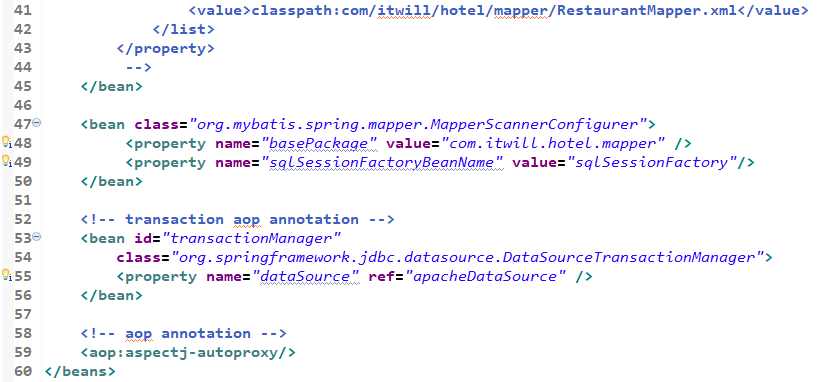 41                 <value>classpath:com/itwill/hotel/mapper/RestaurantMapper.xml</value>
42             </list>
43         </property>
44          -->
45     </bean>
46
47     <bean class="org.mybatis.spring.mapper.MapperScannerConfigurer">
48          <property name="basePackage" value="com.itwill.hotel.mapper" />
49          <property name="sqlSessionFactoryBeanName" value="sqlSessionFactory"/>
50     </bean>
51
52     <!-- transaction aop annotation -->
53     <bean id="transactionManager"
54         class="org.springframework.jdbc.datasource.DataSourceTransactionManager">
55         <property name="dataSource" ref="apacheDataSource" />
56     </bean>
57
58     <!-- aop annotation -->
59     <aop:aspectj-autoproxy/>
60 </beans>